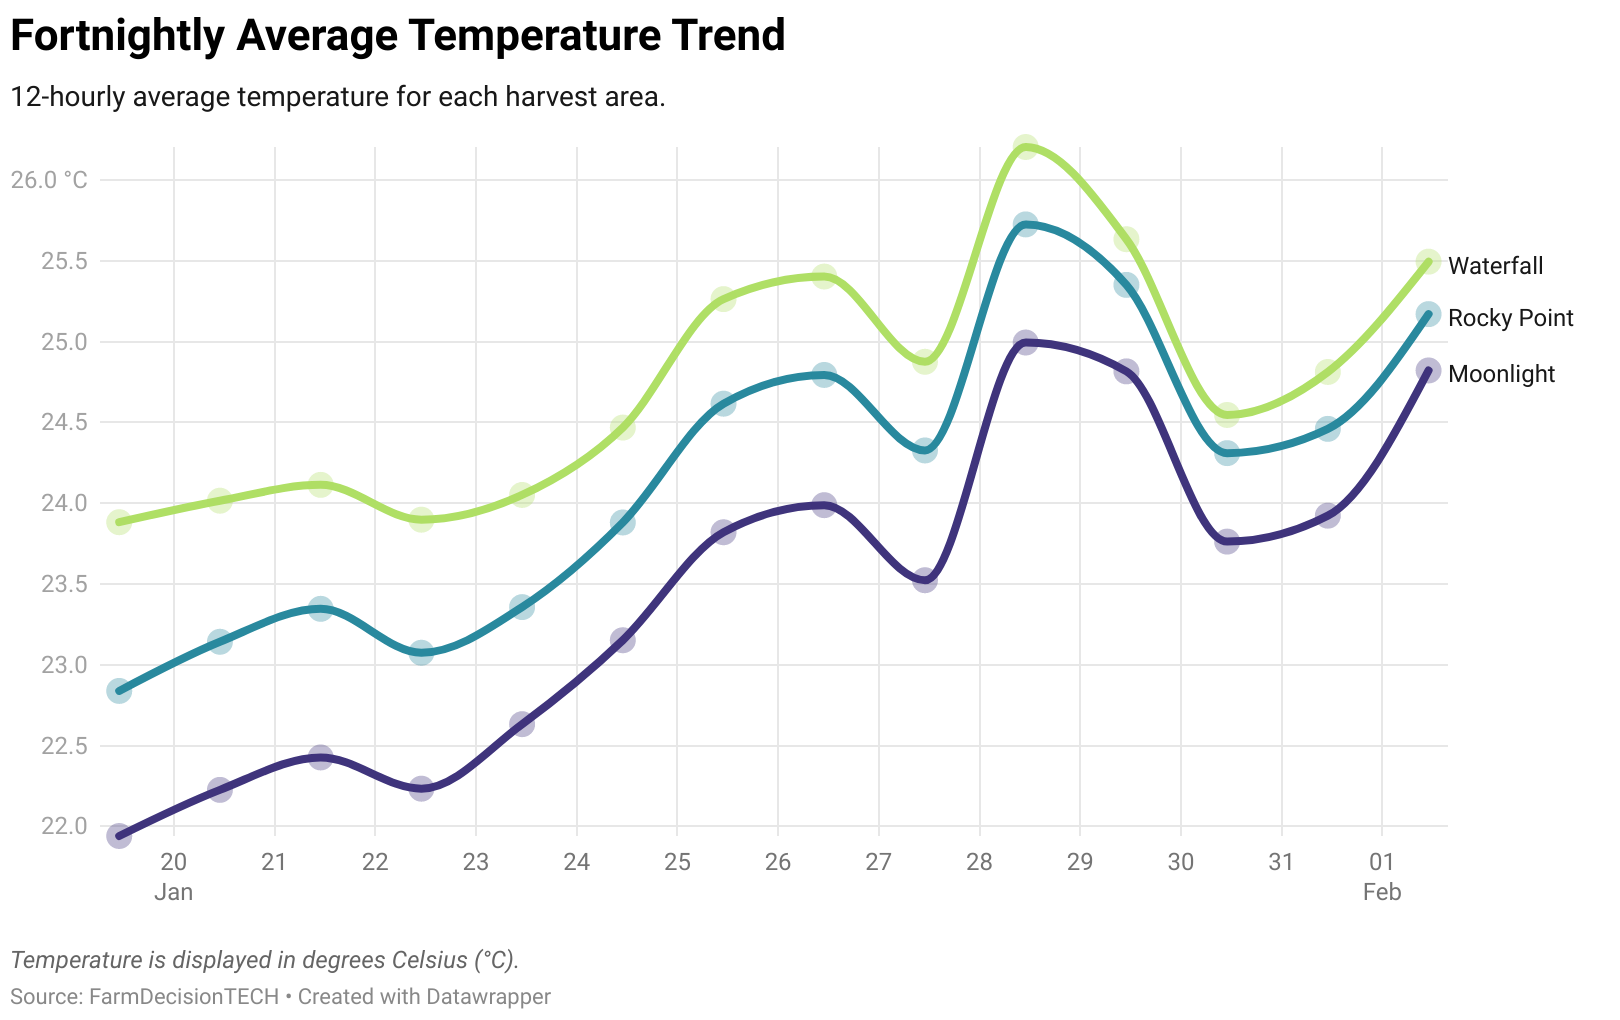 Fortnightly Average Temperature Trend
12-hourly average temperature for each harvest area.
26.0 °C
25.5
25.0
24.5
24.0
23.5
23.0
22.5
22.0
Waterfall
Rocky Point
Moonlight
20 21 22 23 24 25 26 27 28 29 30 31 01
Jan Feb
Temperature is displayed in degrees Celsius (°C).
Source: FarmDecisionTECH • Created with Datawrapper